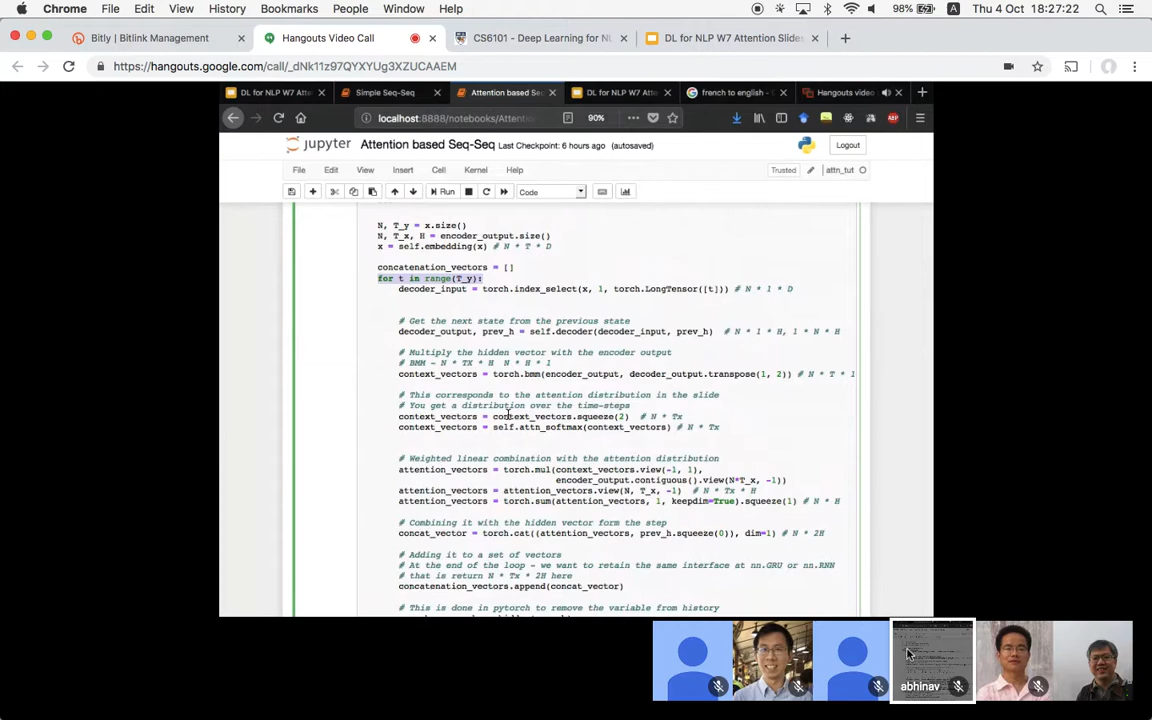 Chrome File Edit View History Bookmarks People Window Help 98% A Thu 4 Oct 18:27:22
Bitly | Bitlink Management Hangouts Video Call CS6101 - Deep Learning for NL DL for NLP W7 Attention Slides
https://hangouts.google.com/call/_dNk11z97QYXYUg3XZUCAAEM
DL for NLP W7 Attent Simple Seq-Seq Attention based Seq DL for NLP W7 Attent french to english - G Hangouts video
localhost:8888/notebooks/Attenti 90% ABP
jupyter Attention based Seq-Seq Last Checkpoint: 6 hours ago (autosaved) Logout
File Edit View Insert Cell Kernel Help Trusted attn_tut
Run Code
N, T_y = x.size()
N, T_x, H = encoder_output.size()
x = self.embedding(x) # N * T * D
concatenation_vectors = []
for t in range(T_y):
decoder_input = torch.index_select(x, 1, torch.LongTensor([t])) # N * 1 * D
# Get the next state from the previous state
decoder_output, prev_h = self.decoder(decoder_input, prev_h) # N * 1 * H, 1 * N * H
# Multiply the hidden vector with the encoder output
# BMM - N * TX * H N * H * 1
context_vectors = torch.bmm(encoder_output, decoder_output.transpose(1, 2)) # N * T * 1
# This corresponds to the attention distribution in the slide
# You get a distribution over the time-steps
context_vectors = context_vectors.squeeze(2) # N * Tx
context_vectors = self.attn_softmax(context_vectors) # N * Tx
# Weighted linear combination with the attention distribution
attention_vectors = torch.mul(context_vectors.view(-1, 1),
encoder_output.contiguous().view(N*T_x, -1))
attention_vectors = attention_vectors.view(N, T_x, -1) # N * Tx * H
attention_vectors = torch.sum(attention_vectors, 1, keepdim=True).squeeze(1) # N * H
# Combining it with the hidden vector form the step
concat_vector = torch.cat((attention_vectors, prev_h.squeeze(0)), dim=1) # N * 2H
# Adding it to a set of vectors
# At the end of the loop - we want to retain the same interface at nn.GRU or nn.RNN
# that is return N * Tx * 2H here
concatenation_vectors.append(concat_vector)
# This is done in pytorch to remove the variable from history
abhinav